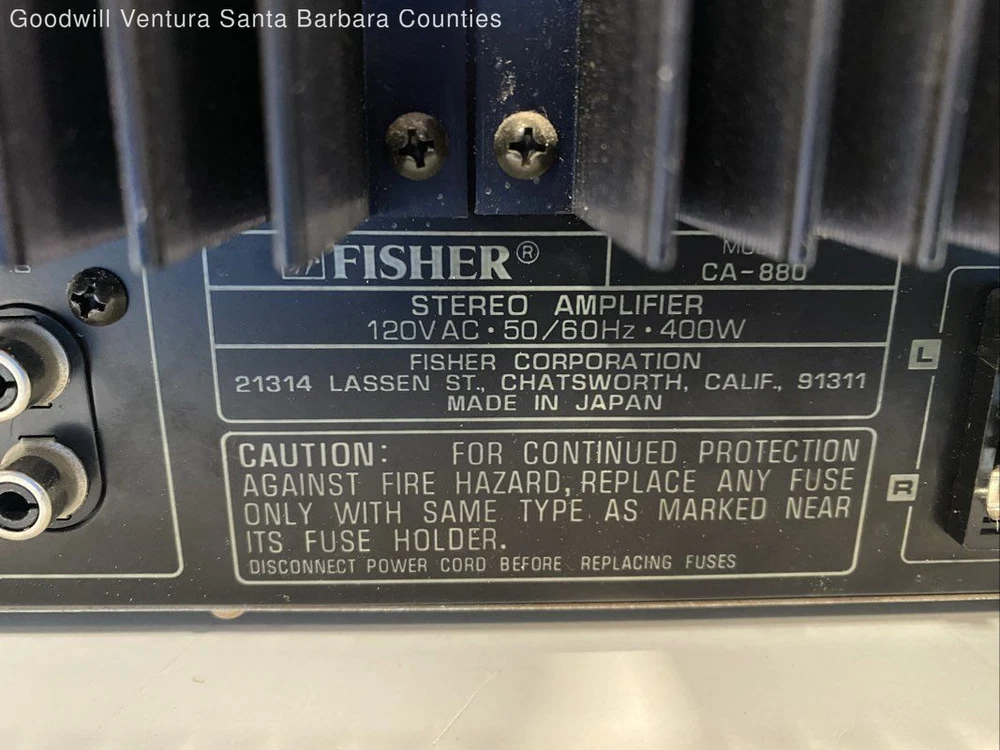 Goodwill Ventura Santa Barbara Counties
FISHER®
CA-880
STEREO AMPLIFIER
120V AC · 50/60Hz · 400W
FISHER CORPORATION
21314 LASSEN ST., CHATSWORTH, CALIF., 91311
MADE IN JAPAN
L
R
CAUTION: FOR CONTINUED PROTECTION
AGAINST FIRE HAZARD, REPLACE ANY FUSE
ONLY WITH SAME TYPE AS MARKED NEAR
ITS FUSE HOLDER.
DISCONNECT POWER CORD BEFORE REPLACING FUSES